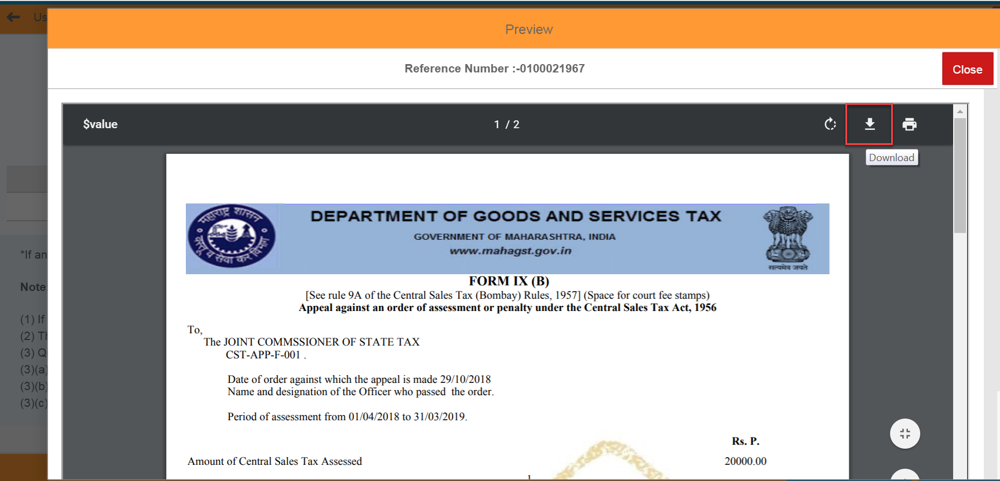 Us
Preview
Reference Number :-0100021967
Close
$value
1 / 2
Download
महाराष्ट्र शासन
वस्तू व सेवा कर विभाग
DEPARTMENT OF GOODS AND SERVICES TAX
GOVERNMENT OF MAHARASHTRA, INDIA
www.mahagst.gov.in
सत्यमेव जयते
FORM IX (B)
[See rule 9A of the Central Sales Tax (Bombay) Rules, 1957] (Space for court fee stamps)
Appeal against an order of assessment or penalty under the Central Sales Tax Act, 1956
To,
The JOINT COMMSSIONER OF STATE TAX
CST-APP-F-001 .
Date of order against which the appeal is made 29/10/2018
Name and designation of the Officer who passed  the order.
Period of assessment from 01/04/2018 to 31/03/2019.
Rs. P.
Amount of Central Sales Tax Assessed 20000.00
1
*If an
Note
(1) If
(2) Th
(3) Q
(3)(a)
(3)(b)
(3)(c)